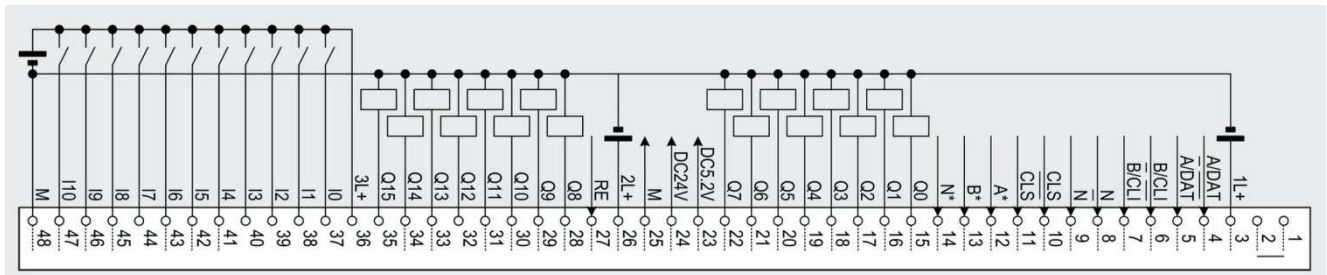 M
I10
I9
I8
I7
I6
I5
I4
I3
I2
I1
I0
3L+
Q15
Q14
Q13
Q12
Q11
Q10
Q9
Q8
RE
2L+
M
DC24V
DC5.2V
Q7
Q6
Q5
Q4
Q3
Q2
Q1
Q0
N*
B*
A*
CLS
CLS
N
N
B/CLI
B/CLI
A/DAT
A/DAT
1L+
48
47
46
45
44
43
42
41
40
39
38
37
36
35
34
33
32
31
30
29
28
27
26
25
24
23
22
21
20
19
18
17
16
15
14
13
12
11
10
9
8
7
6
5
4
3
2
1